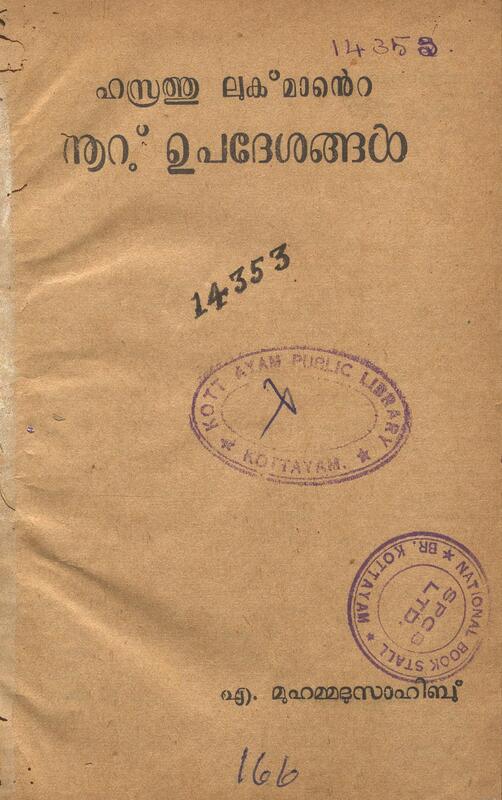 14353.
ഹസ്രത്തു ലുക്‌മാന്റെ
നൂറു് ഉപദേശങ്ങൾ
14353
KOTTAYAM PUBLIC LIBRARY
KOTTAYAM.
NATIONAL BOOK STALL
BR. KOTTAYAM
SPCS
LTD.
എ. മുഹമ്മദുസാഹിബു്
166